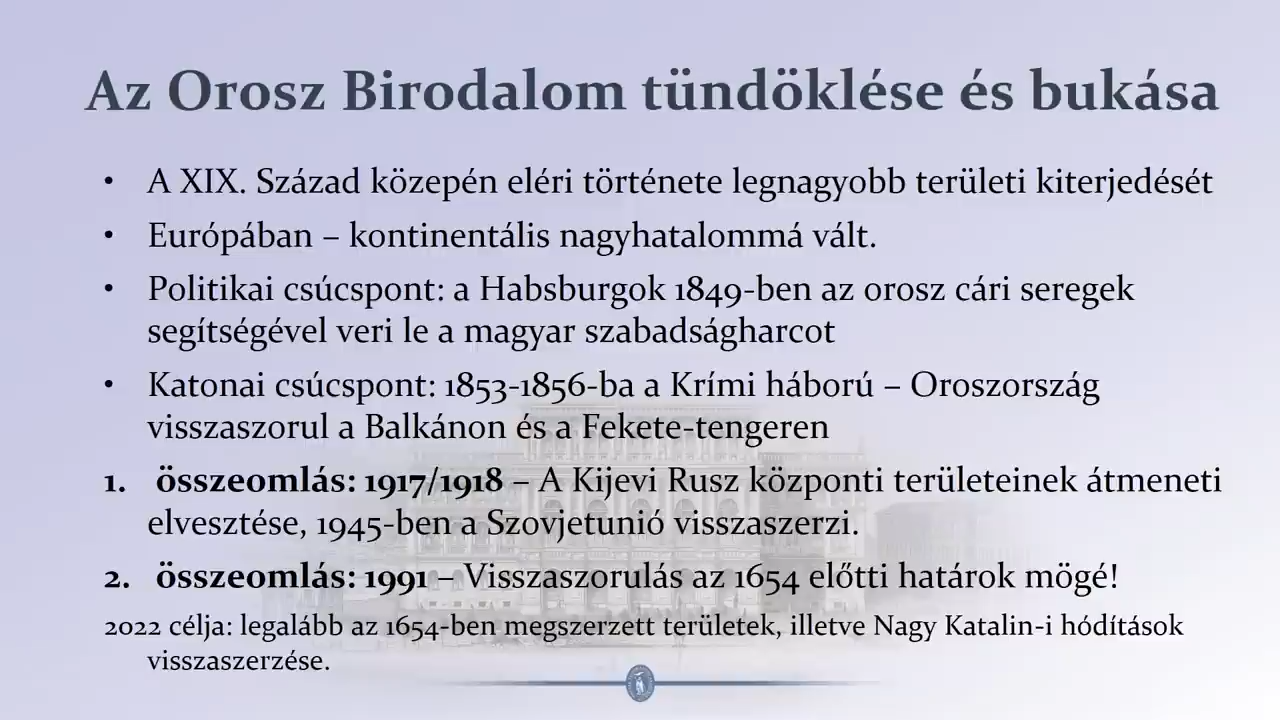 Az Orosz Birodalom tündöklése és bukása
• A XIX. Század közepén eléri története legnagyobb területi kiterjedését
• Európában – kontinentális nagyhatalommá vált.
• Politikai csúcspont: a Habsburgok 1849-ben az orosz cári seregek
segítségével veri le a magyar szabadságharcot
• Katonai csúcspont: 1853-1856-ba a Krími háború – Oroszország
visszaszorul a Balkánon és a Fekete-tengeren
1. összeomlás: 1917/1918 – A Kijevi Rusz központi területeinek átmeneti
elvesztése, 1945-ben a Szovjetunió visszaszerzi.
2. összeomlás: 1991 – Visszaszorulás az 1654 előtti határok mögé!
2022 célja: legalább az 1654-ben megszerzett területek, illetve Nagy Katalin-i hódítások
visszaszerzése.